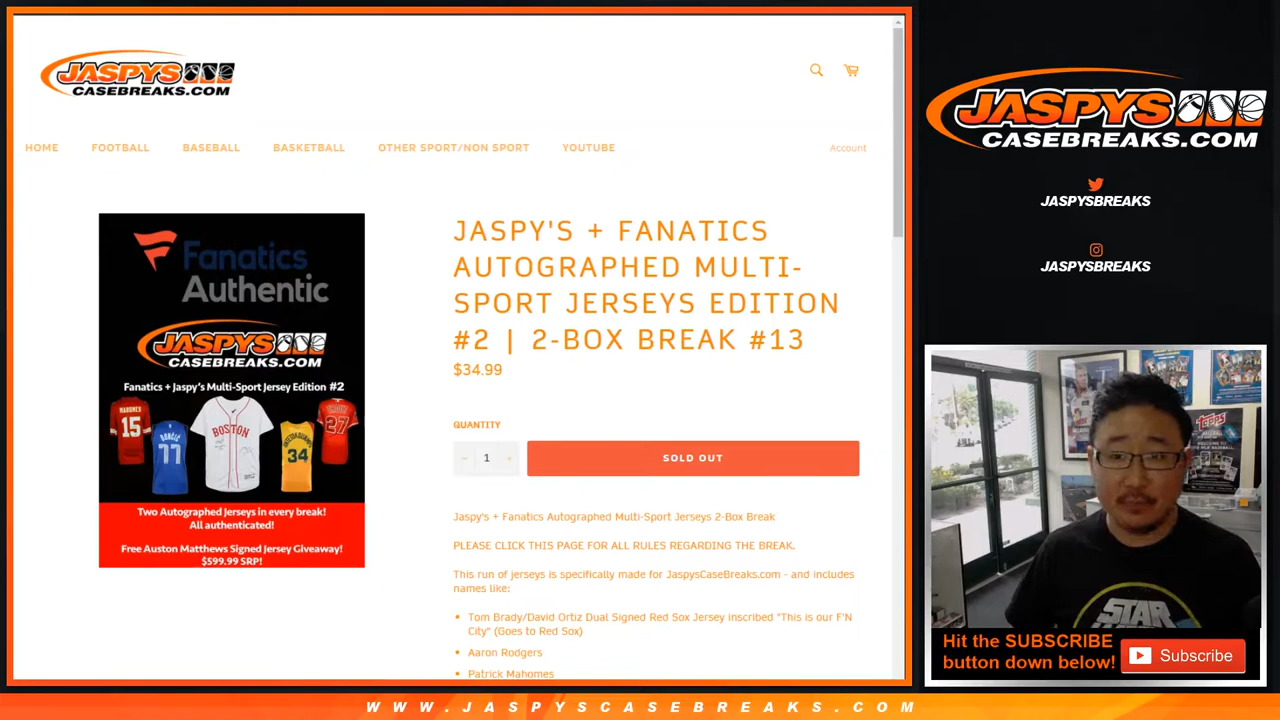 JASPYS
CASEBREAKS.COM
HOME FOOTBALL BASEBALL BASKETBALL OTHER SPORT/NON SPORT YOUTUBE Account
Fanatics
Authentic
JASPYS
CASEBREAKS.COM
Fanatics + Jaspy's Multi-Sport Jersey Edition #2
MAHOMES
15
DONCIC
77
BOSTON
34
27
Two Autographed Jerseys in every break!
All authenticated!
Free Auston Matthews Signed Jersey Giveaway!
$599.99 SRP!
JASPY'S + FANATICS
AUTOGRAPHED MULTI-
SPORT JERSEYS EDITION
#2 | 2-BOX BREAK #13
$34.99
QUANTITY
− 1 +
SOLD OUT
Jaspy's + Fanatics Autographed Multi-Sport Jerseys 2-Box Break
PLEASE CLICK THIS PAGE FOR ALL RULES REGARDING THE BREAK.
This run of jerseys is specifically made for JaspysCaseBreaks.com - and includes
names like:
• Tom Brady/David Ortiz Dual Signed Red Sox Jersey inscribed "This is our F'N
City" (Goes to Red Sox)
• Aaron Rodgers
• Patrick Mahomes
JASPYS
CASEBREAKS.COM
JASPYSBREAKS
JASPYSBREAKS
TOPPS
STAR
Hit the SUBSCRIBE
button down below!
Subscribe
WWW.JASPYSCASEBREAKS.COM